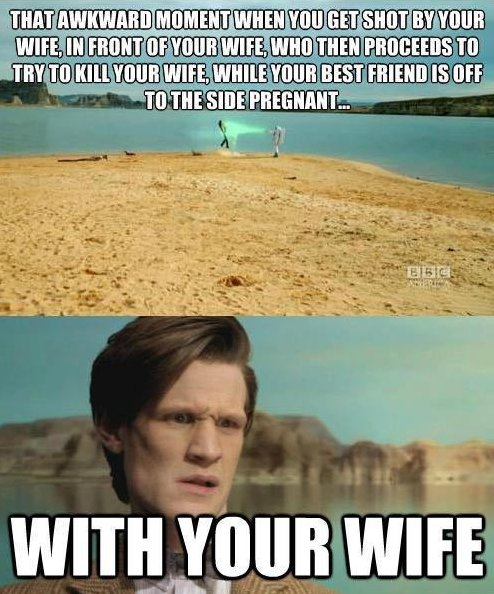 THAT AWKWARD MOMENT WHEN YOU GET SHOT BY YOUR
WIFE, IN FRONT OF YOUR WIFE, WHO THEN PROCEEDS TO
TRY TO KILL YOUR WIFE, WHILE YOUR BEST FRIEND IS OFF
TO THE SIDE PREGNANT...
BBC
AMERICA
WITH YOUR WIFE